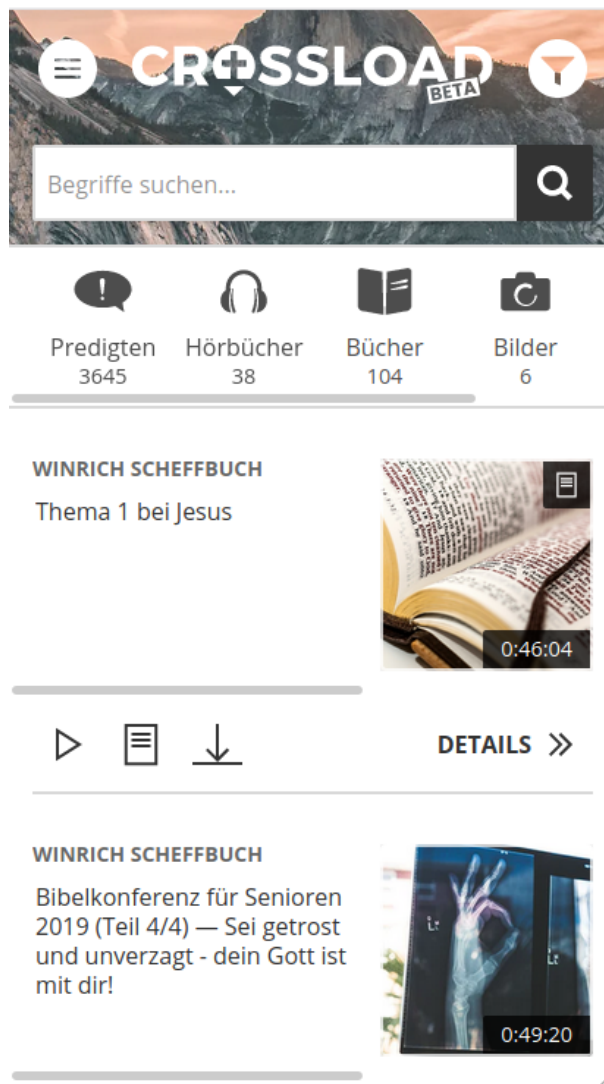 CROSSLOAD
BETA
Begriffe suchen...
Predigten Hörbücher Bücher Bilder
3645 38 104 6
WINRICH SCHEFFBUCH
Thema 1 bei Jesus
0:46:04
DETAILS
WINRICH SCHEFFBUCH
Bibelkonferenz für Senioren
2019 (Teil 4/4) — Sei getrost
und unverzagt - dein Gott ist
mit dir!
0:49:20